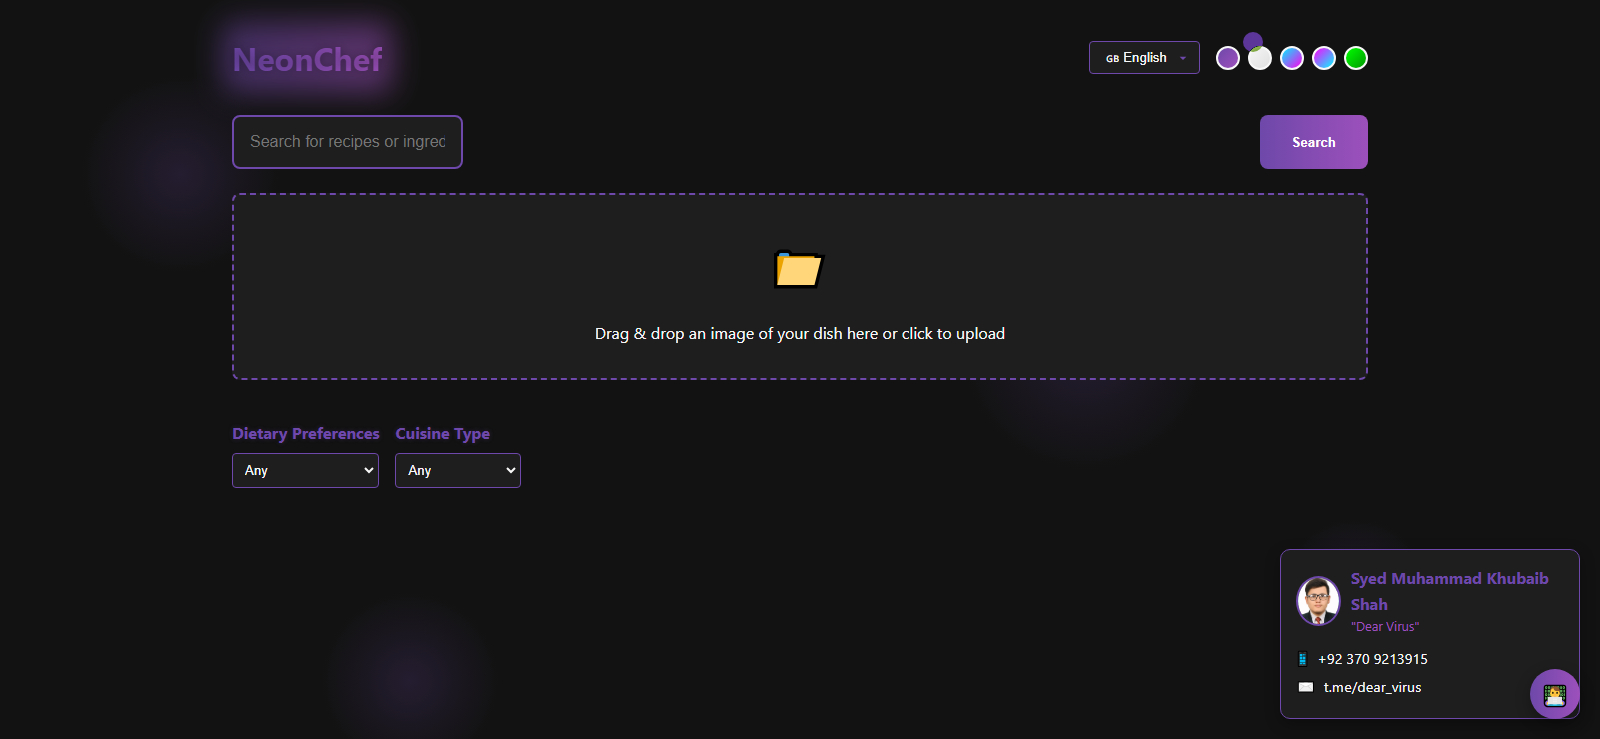 NeonChef
GB English
Search for recipes or ingrec
Search
Drag & drop an image of your dish here or click to upload
Dietary Preferences
Cuisine Type
Any
Any
Syed Muhammad Khubaib
Shah
"Dear Virus"
+92 370 9213915
t.me/dear_virus